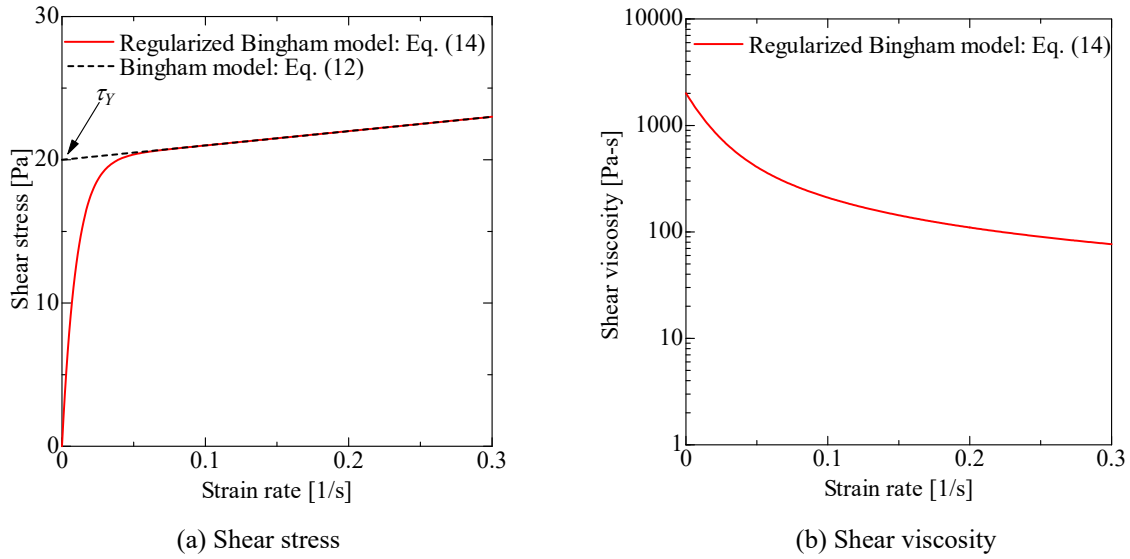 30
Regularized Bingham model: Eq. (14)
Bingham model: Eq. (12)
τY
20
10
0
Shear stress [Pa]
0 0.1 0.2 0.3
Strain rate [1/s]
(a) Shear stress
10000
Regularized Bingham model: Eq. (14)
1000
100
10
1
Shear viscosity [Pa-s]
0 0.1 0.2 0.3
Strain rate [1/s]
(b) Shear viscosity